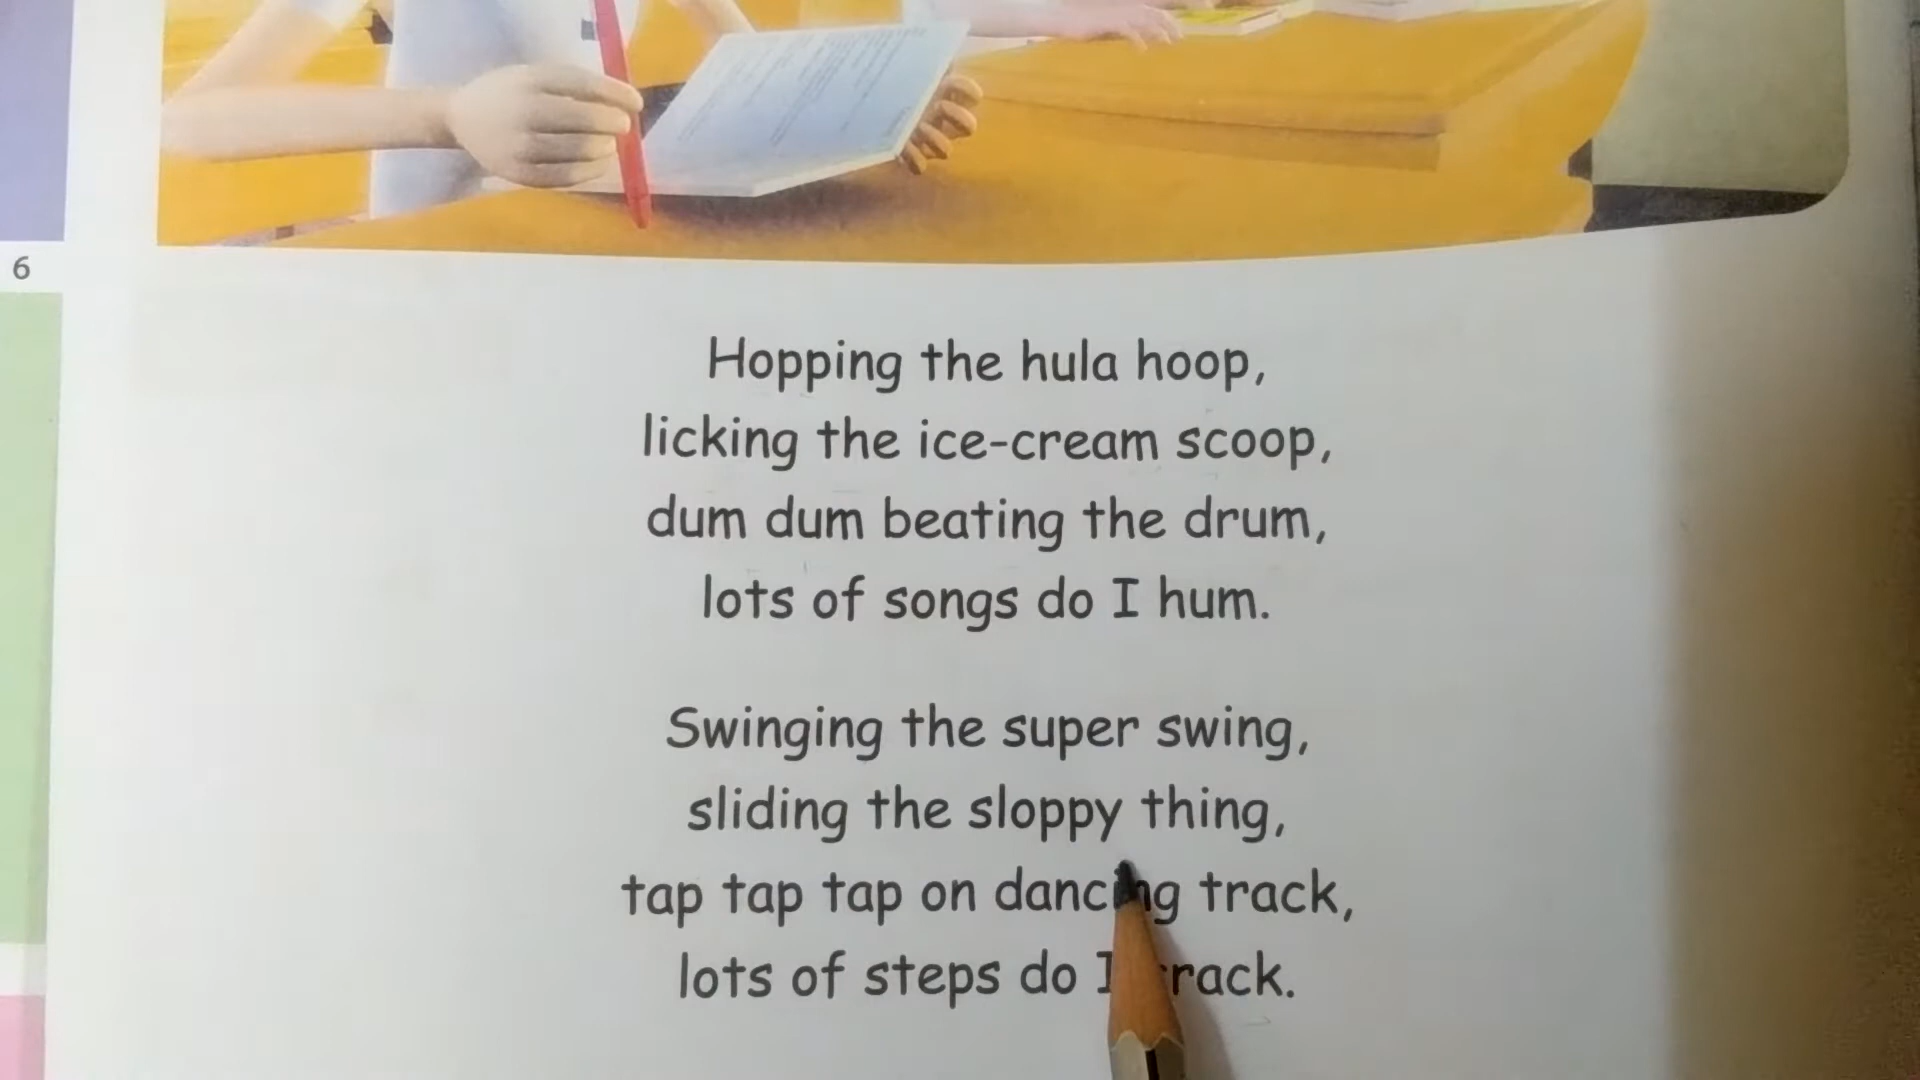 6
Hopping the hula hoop,
licking the ice-cream scoop,
dum dum beating the drum,
lots of songs do I hum.
Swinging the super swing,
sliding the sloppy thing,
tap tap tap on dancing track,
lots of steps do I crack.